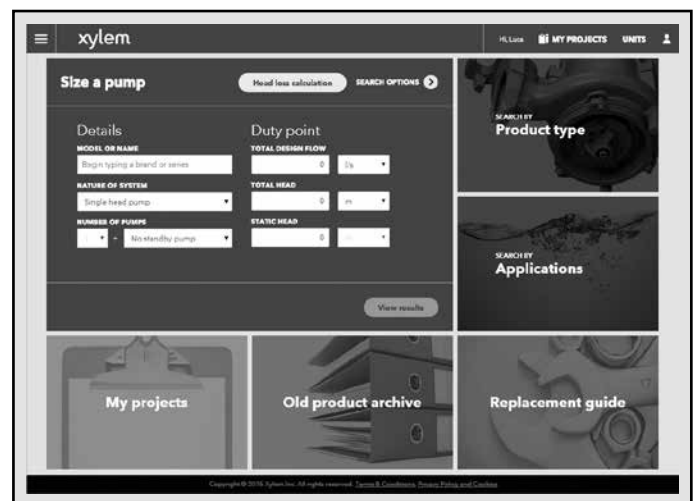 xylem
Hi, Luca
MY PROJECTS
UNITS
Size a pump
Head loss calculation
SEARCH OPTIONS
Details
MODEL OR NAME
Begin typing a brand or series
NATURE OF SYSTEM
Single head pump
NUMBER OF PUMPS
+
No standby pump
Duty point
TOTAL DESIGN FLOW
0
TOTAL HEAD
0
m
STATIC HEAD
0
View results
SEARCH BY
Product type
SEARCH BY
Applications
My projects
Old product archive
Replacement guide
Copyright © 2016 Xylem Inc. All rights reserved. Terms & Conditions Privacy Policy and Cookies